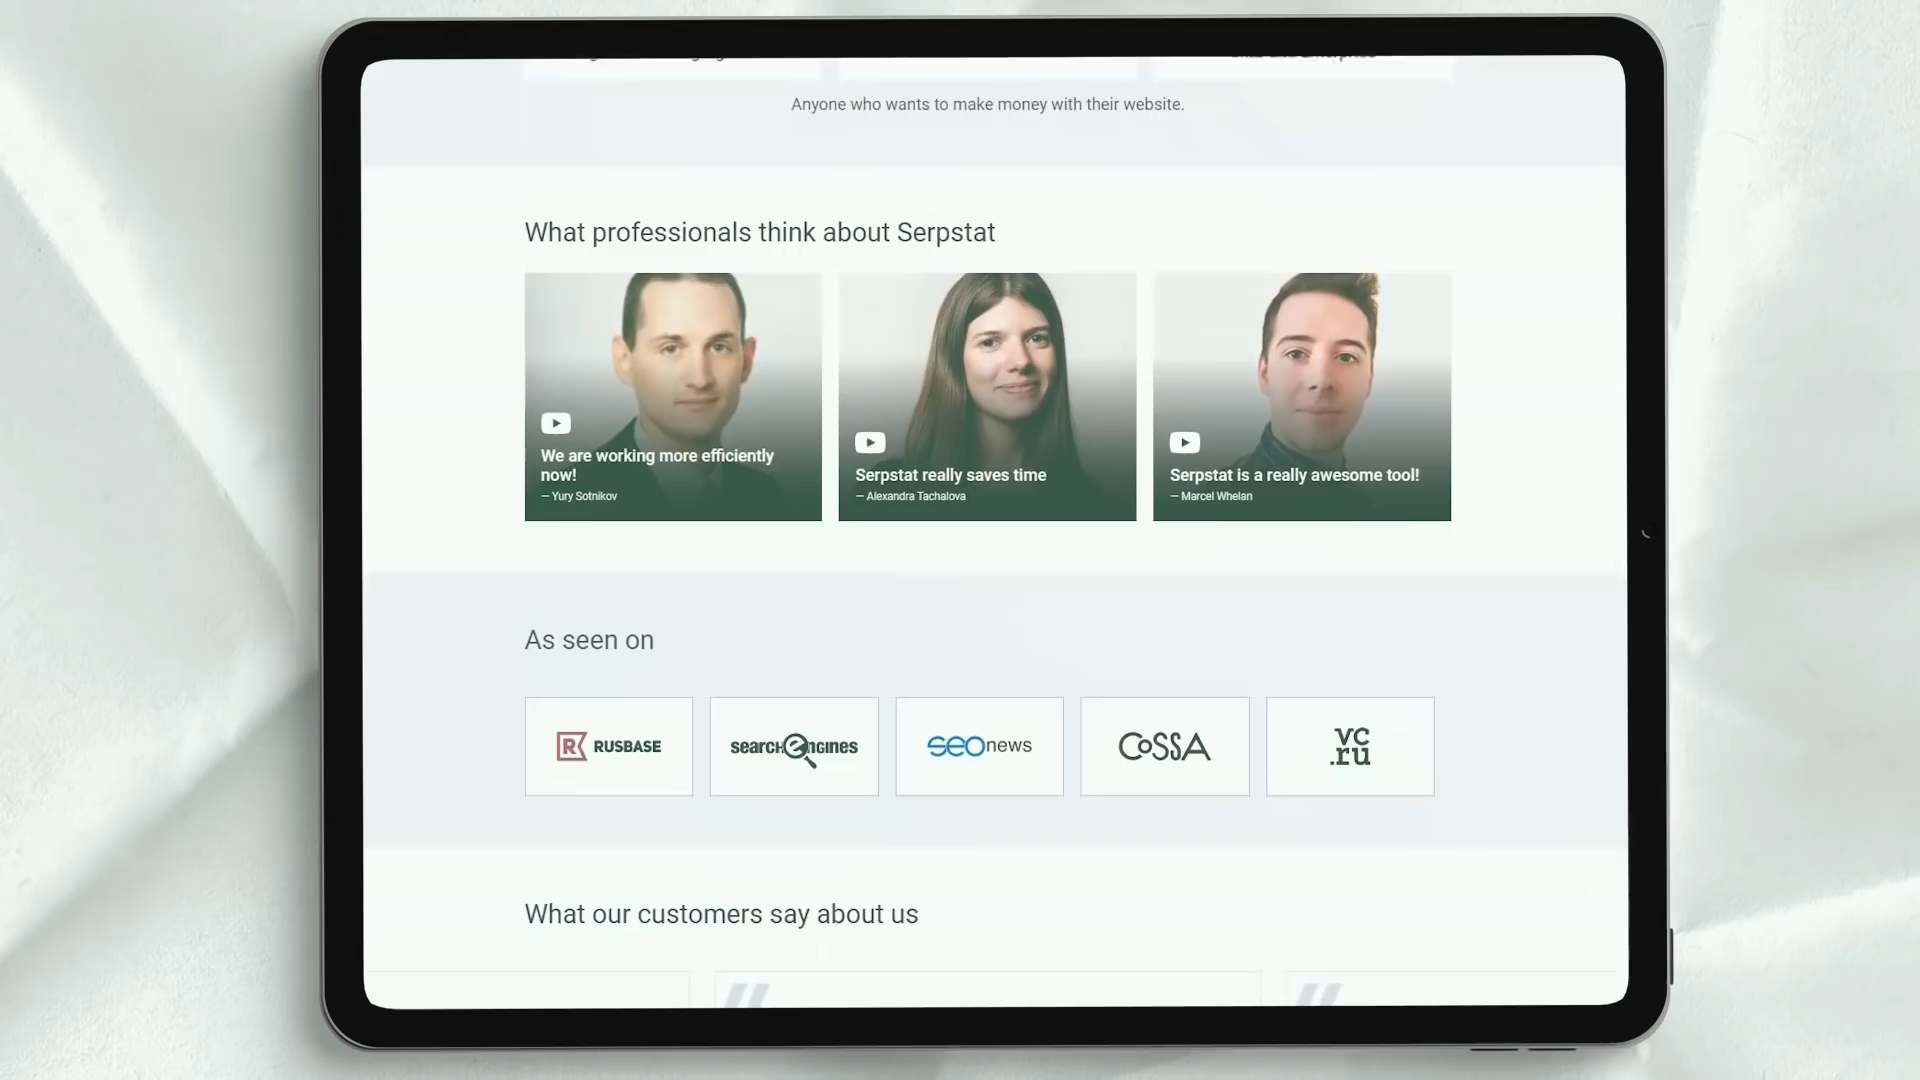 Anyone who wants to make money with their website.
What professionals think about Serpstat
We are working more efficiently
now!
— Yury Sotnikov
Serpstat really saves time
— Alexandra Tachalova
Serpstat is a really awesome tool!
— Marcel Whelan
As seen on
R RUSBASE
searchengines
seonews
CoSSA
vc
.ru
What our customers say about us